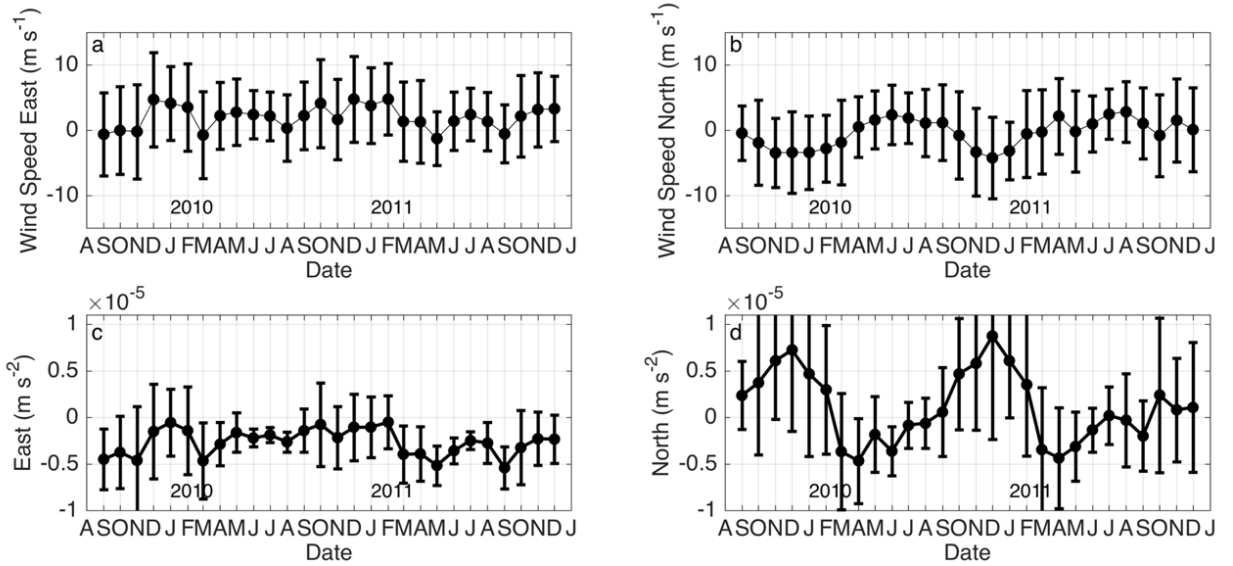 a
Wind Speed East (m s⁻¹)
10
0
-10
2010
2011
A S O N D J F M A M J J A S O N D J F M A M J J A S O N D J
Date
b
Wind Speed North (m s⁻¹)
10
0
-10
2010
2011
A S O N D J F M A M J J A S O N D J F M A M J J A S O N D J
Date
×10⁻⁵
c
East (m s⁻²)
1
0.5
0
-0.5
-1
2010
2011
A S O N D J F M A M J J A S O N D J F M A M J J A S O N D J
Date
×10⁻⁵
d
North (m s⁻²)
1
0.5
0
-0.5
-1
2010
2011
A S O N D J F M A M J J A S O N D J F M A M J J A S O N D J
Date